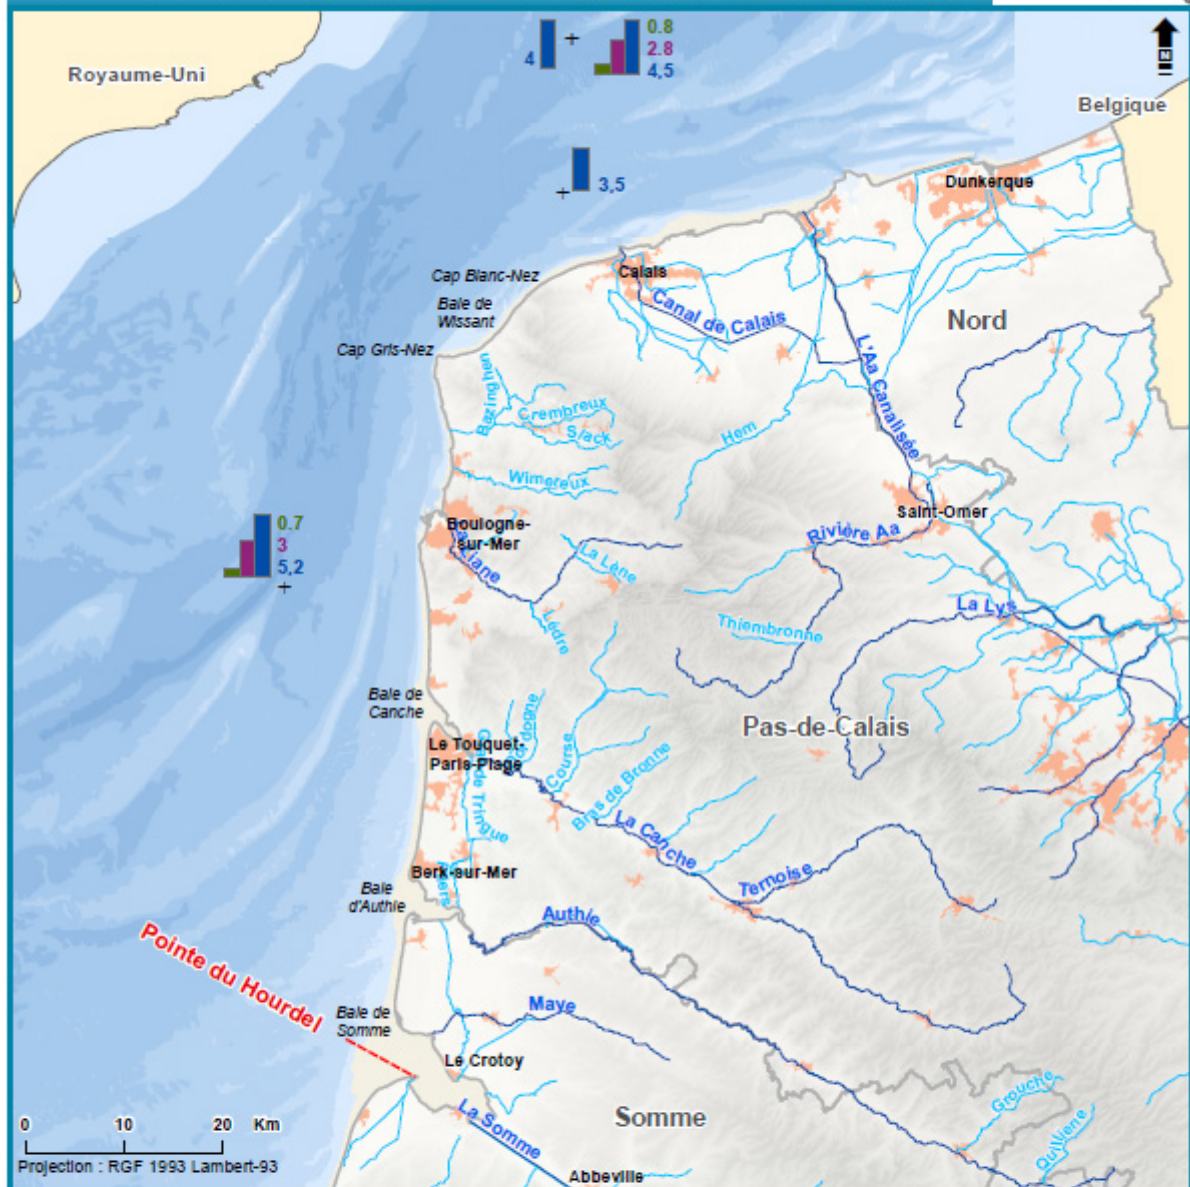 Royaume-Uni
4
0.8
2.8
4,5
N
Belgique
3,5
Dunkerque
Cap Blanc-Nez
Calais
Baie de
Wissant
Canal de Calais
Nord
Cap Gris-Nez
L'Aa Canalisée
Bazinghen
Crembreux
Slack
Hem
Wimereux
Saint-Omer
0.7
3
5,2
Boulogne-
sur-Mer
La Liane
Rivière Aa
La Lène
La Lys
Lèdre
Thiembronne
Baie de
Canche
Pas-de-Calais
Le Touquet-
Paris-Plage
Course
Bras de Bronne
Tringue
La Canche
Berk-sur-Mer
Ternoise
Baie
d'Authie
Authie
Pointe du Hourdel
Baie de
Somme
Maye
Le Crotoy
Grouche
Somme
La Somme
Quillienne
Abbeville
0 10 20 Km
Projection : RGF 1993 Lambert-93